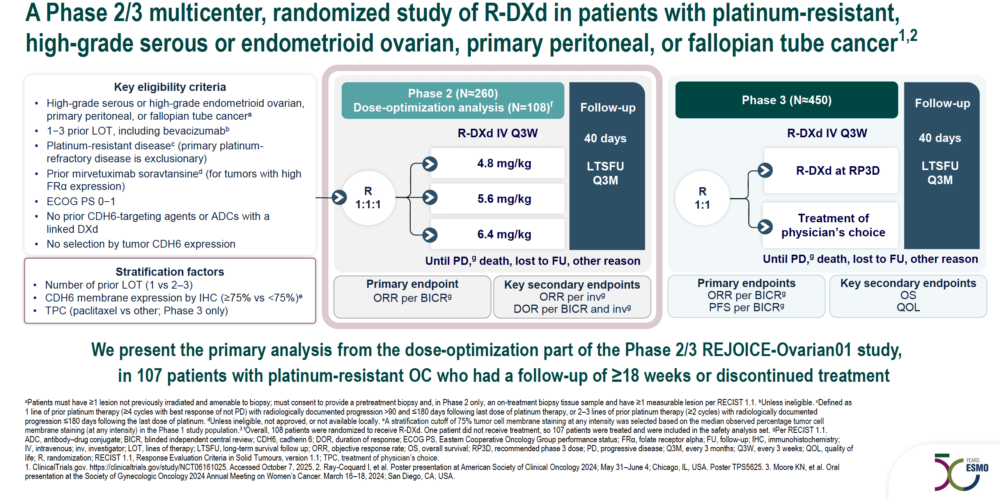 A Phase 2/3 multicenter, randomized study of R-DXd in patients with platinum-resistant,
high-grade serous or endometrioid ovarian, primary peritoneal, or fallopian tube cancer1,2
Key eligibility criteria
• High-grade serous or high-grade endometrioid ovarian,
primary peritoneal, or fallopian tube cancerᵃ
• 1−3 prior LOT, including bevacizumabᵇ
• Platinum-resistant diseaseᶜ (primary platinum-
refractory disease is exclusionary)
• Prior mirvetuximab soravtansineᵈ (for tumors with high
FRα expression)
• ECOG PS 0−1
• No prior CDH6-targeting agents or ADCs with a
linked DXd
• No selection by tumor CDH6 expression
Stratification factors
• Number of prior LOT (1 vs 2–3)
• CDH6 membrane expression by IHC (≥75% vs <75%)ᵉ
• TPC (paclitaxel vs other; Phase 3 only)
Phase 2 (N≈260)
Dose-optimization analysis (N=108)ᶠ
R-DXd IV Q3W
R
1:1:1
4.8 mg/kg
5.6 mg/kg
6.4 mg/kg
Follow-up
40 days
LTSFU
Q3M
Until PD,ᵍ death, lost to FU, other reason
Primary endpoint
ORR per BICRᵍ
Key secondary endpoints
ORR per invᵍ
DOR per BICR and invᵍ
Phase 3 (N≈450)
R-DXd IV Q3W
R
1:1
R-DXd at RP3D
Treatment of
physician’s choice
Follow-up
40 days
LTSFU
Q3M
Until PD,ᵍ death, lost to FU, other reason
Primary endpoints
ORR per BICRᵍ
PFS per BICRᵍ
Key secondary endpoints
OS
QOL
We present the primary analysis from the dose-optimization part of the Phase 2/3 REJOICE-Ovarian01 study,
in 107 patients with platinum-resistant OC who had a follow-up of ≥18 weeks or discontinued treatment
ᵃPatients must have ≥1 lesion not previously irradiated and amenable to biopsy; must consent to provide a pretreatment biopsy and, in Phase 2 only, an on-treatment biopsy tissue sample and have ≥1 measurable lesion per RECIST 1.1. ᵇUnless ineligible. ᶜDefined as
1 line of prior platinum therapy (≥4 cycles with best response of not PD) with radiologically documented progression >90 and ≤180 days following last dose of platinum therapy, or 2–3 lines of prior platinum therapy (≥2 cycles) with radiologically documented
progression ≤180 days following the last dose of platinum. ᵈUnless ineligible, not approved, or not available locally. ᵉA stratification cutoff of 75% tumor cell membrane staining at any intensity was selected based on the median observed percentage tumor cell
membrane staining (at any intensity) in the Phase 1 study population.³ ᶠOverall, 108 patients were randomized to receive R-DXd. One patient did not receive treatment, so 107 patients were treated and were included in the safety analysis set. ᵍPer RECIST 1.1.
ADC, antibody–drug conjugate; BICR, blinded independent central review; CDH6, cadherin 6; DOR, duration of response; ECOG PS, Eastern Cooperative Oncology Group performance status; FRα, folate receptor alpha; FU, follow-up; IHC, immunohistochemistry;
IV, intravenous; inv, investigator; LOT, lines of therapy; LTSFU, long-term survival follow up; ORR, objective response rate; OS, overall survival; RP3D, recommended phase 3 dose; PD, progressive disease; Q3M, every 3 months; Q3W, every 3 weeks; QOL, quality of
life; R, randomization; RECIST 1.1, Response Evaluation Criteria in Solid Tumours, version 1.1; TPC, treatment of physician’s choice.
1. ClinicalTrials.gov. https://clinicaltrials.gov/study/NCT06161025. Accessed October 7, 2025. 2. Ray-Coquard I, et al. Poster presentation at American Society of Clinical Oncology 2024; May 31–June 4; Chicago, IL, USA. Poster TPS5625. 3. Moore KN, et al. Oral
presentation at the Society of Gynecologic Oncology 2024 Annual Meeting on Women’s Cancer. March 16–18, 2024; San Diego, CA, USA.
50 YEARS
ESMO